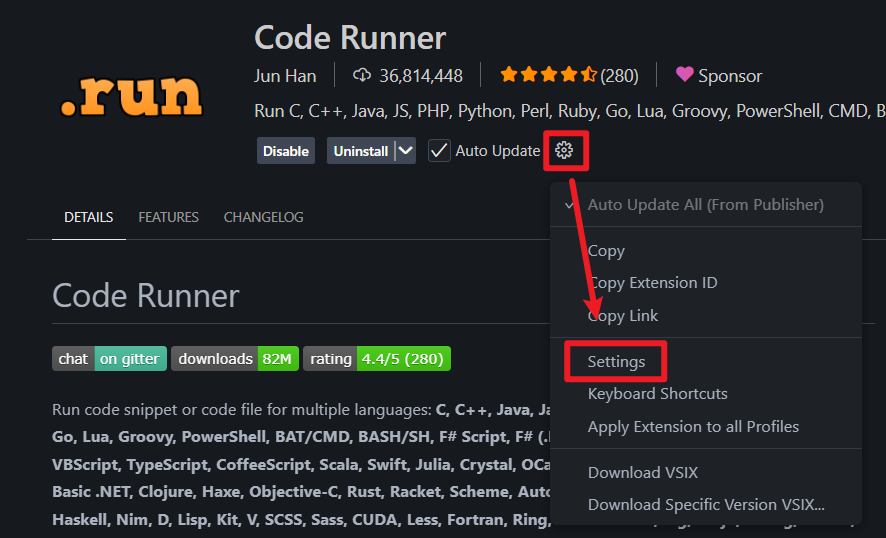 Code Runner
.run
Jun Han 36,814,448 (280) Sponsor
Run C, C++, Java, JS, PHP, Python, Perl, Ruby, Go, Lua, Groovy, PowerShell, CMD, B
Disable Uninstall Auto Update
Auto Update All (From Publisher)
DETAILS FEATURES CHANGELOG
Copy
Copy Extension ID
Copy Link
Code Runner
chat on gitter downloads 82M rating 4.4/5 (280)
Settings
Keyboard Shortcuts
Apply Extension to all Profiles
Download VSIX
Download Specific Version VSIX...
Run code snippet or code file for multiple languages: C, C++, Java, Ja
Go, Lua, Groovy, PowerShell, BAT/CMD, BASH/SH, F# Script, F# (.
VBScript, TypeScript, CoffeeScript, Scala, Swift, Julia, Crystal, OCa
Basic .NET, Clojure, Haxe, Objective-C, Rust, Racket, Scheme, Auto
Haskell, Nim, D, Lisp, Kit, V, SCSS, Sass, CUDA, Less, Fortran, Ring,